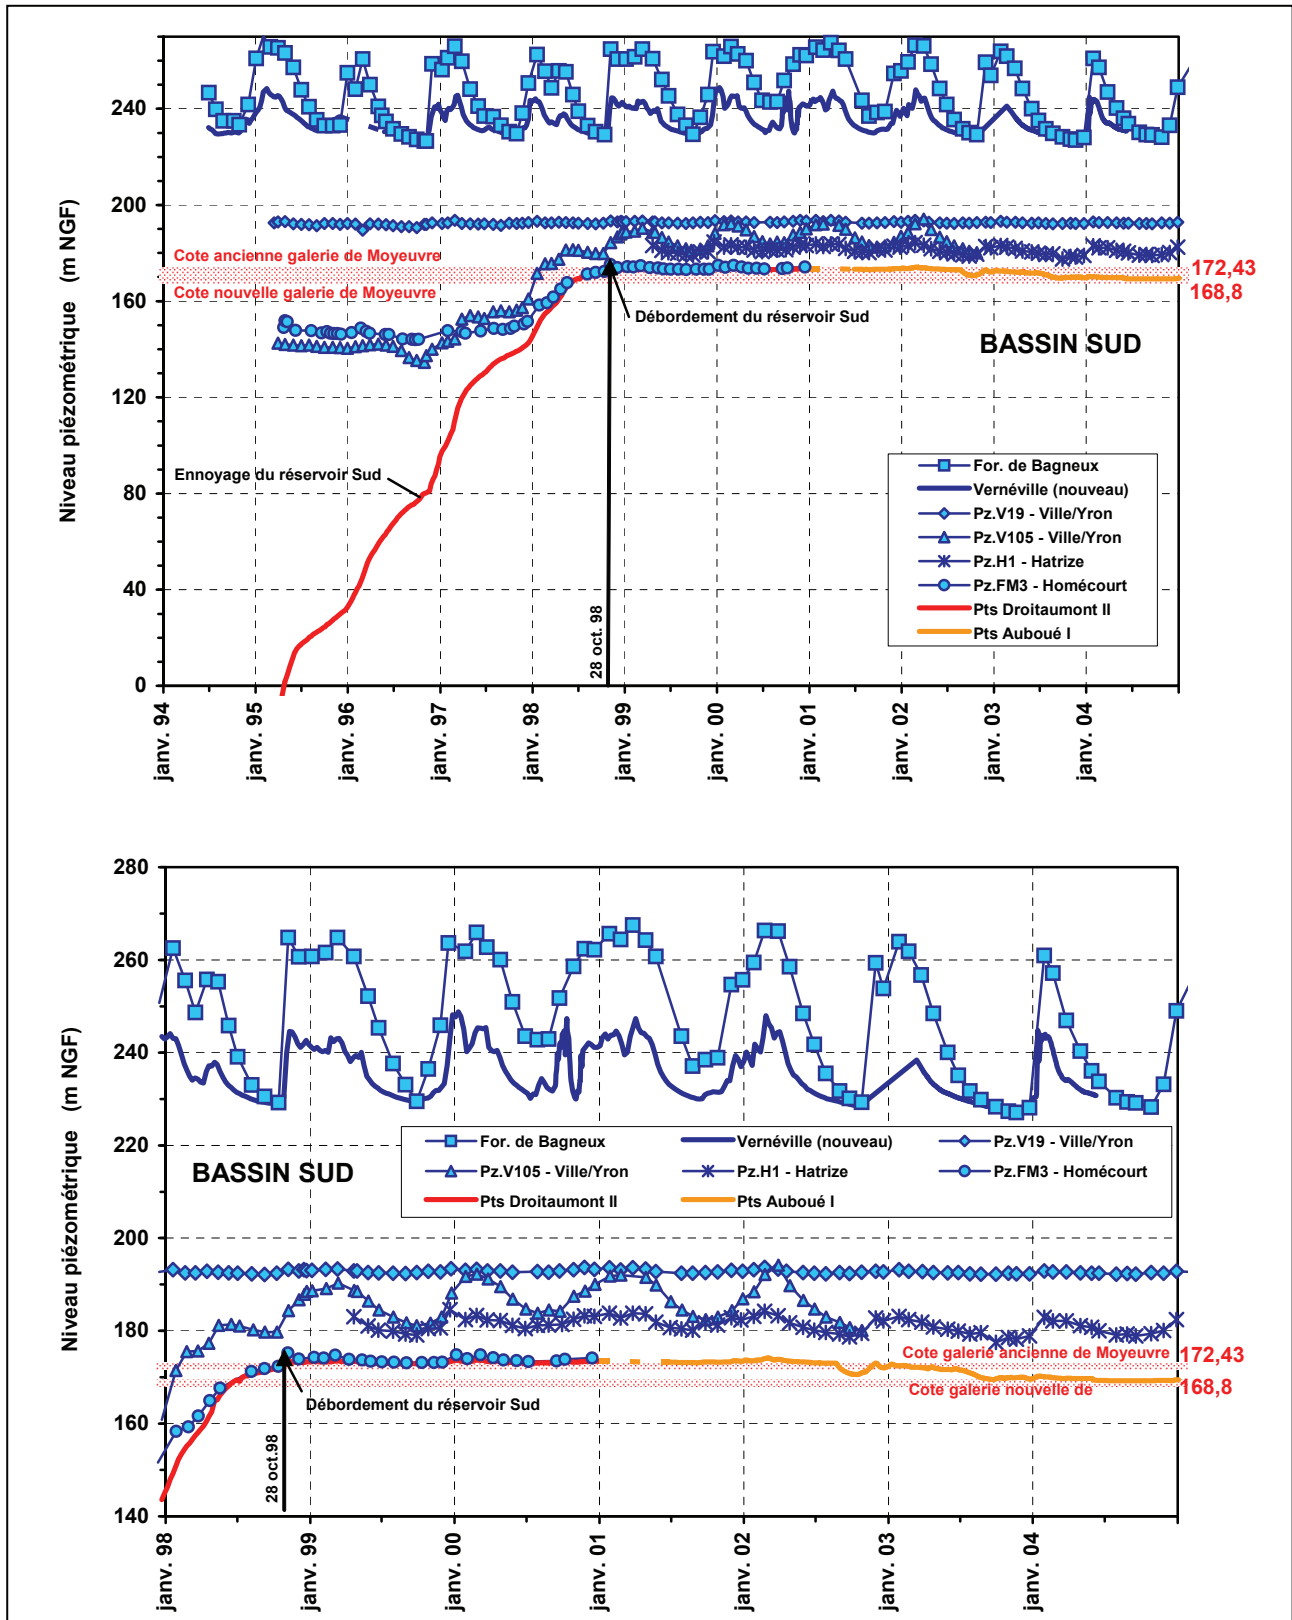 Niveau piézométrique (m NGF)
240
200
160
120
80
40
0
Cote ancienne galerie de Moyeuvre
Cote nouvelle galerie de Moyeuvre
172,43
168,8
Débordement du réservoir Sud
BASSIN SUD
Ennoyage du réservoir Sud
28 oct. 98
For. de Bagneux
Vernéville (nouveau)
Pz.V19 - Ville/Yron
Pz.V105 - Ville/Yron
Pz.H1 - Hatrize
Pz.FM3 - Homécourt
Pts Droitaumont II
Pts Auboué I
janv. 94
janv. 95
janv. 96
janv. 97
janv. 98
janv. 99
janv. 00
janv. 01
janv. 02
janv. 03
janv. 04
Niveau piézométrique (m NGF)
280
260
240
220
200
180
160
140
For. de Bagneux
Vernéville (nouveau)
Pz.V19 - Ville/Yron
Pz.V105 - Ville/Yron
Pz.H1 - Hatrize
Pz.FM3 - Homécourt
Pts Droitaumont II
Pts Auboué I
BASSIN SUD
Cote galerie ancienne de Moyeuvre
172,43
Cote galerie nouvelle de
168,8
Débordement du réservoir Sud
28 oct.98
janv. 98
janv. 99
janv. 00
janv. 01
janv. 02
janv. 03
janv. 04